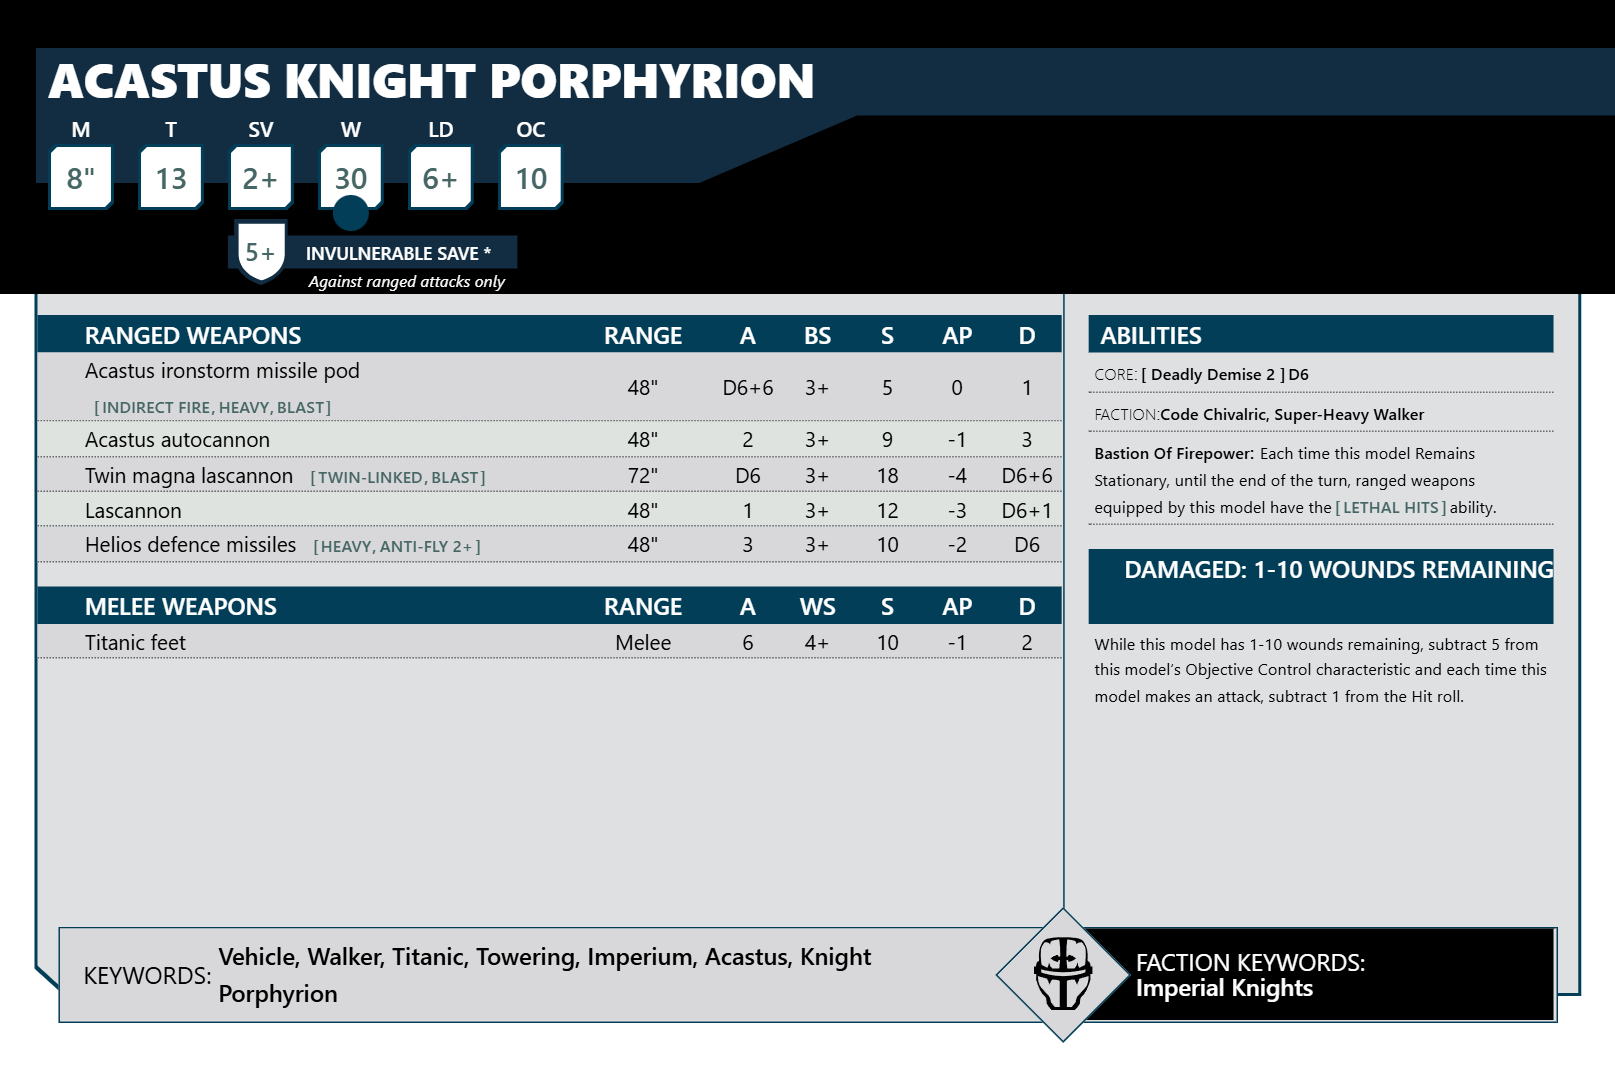 ACASTUS KNIGHT PORPHYRION
M T SV W LD OC
8" 13 2+ 30 6+ 10
5+ INVULNERABLE SAVE *
Against ranged attacks only
RANGED WEAPONS RANGE A BS S AP D
Acastus ironstorm missile pod
[INDIRECT FIRE, HEAVY, BLAST] 48" D6+6 3+ 5 0 1
Acastus autocannon 48" 2 3+ 9 -1 3
Twin magna lascannon [TWIN-LINKED, BLAST] 72" D6 3+ 18 -4 D6+6
Lascannon 48" 1 3+ 12 -3 D6+1
Helios defence missiles [HEAVY, ANTI-FLY 2+] 48" 3 3+ 10 -2 D6
MELEE WEAPONS RANGE A WS S AP D
Titanic feet Melee 6 4+ 10 -1 2
ABILITIES
CORE: [ Deadly Demise 2 ] D6
FACTION:Code Chivalric, Super-Heavy Walker
Bastion Of Firepower: Each time this model Remains
Stationary, until the end of the turn, ranged weapons
equipped by this model have the [ LETHAL HITS ] ability.
DAMAGED: 1-10 WOUNDS REMAINING
While this model has 1-10 wounds remaining, subtract 5 from
this model's Objective Control characteristic and each time this
model makes an attack, subtract 1 from the Hit roll.
KEYWORDS: Vehicle, Walker, Titanic, Towering, Imperium, Acastus, Knight
Porphyrion
FACTION KEYWORDS:
Imperial Knights